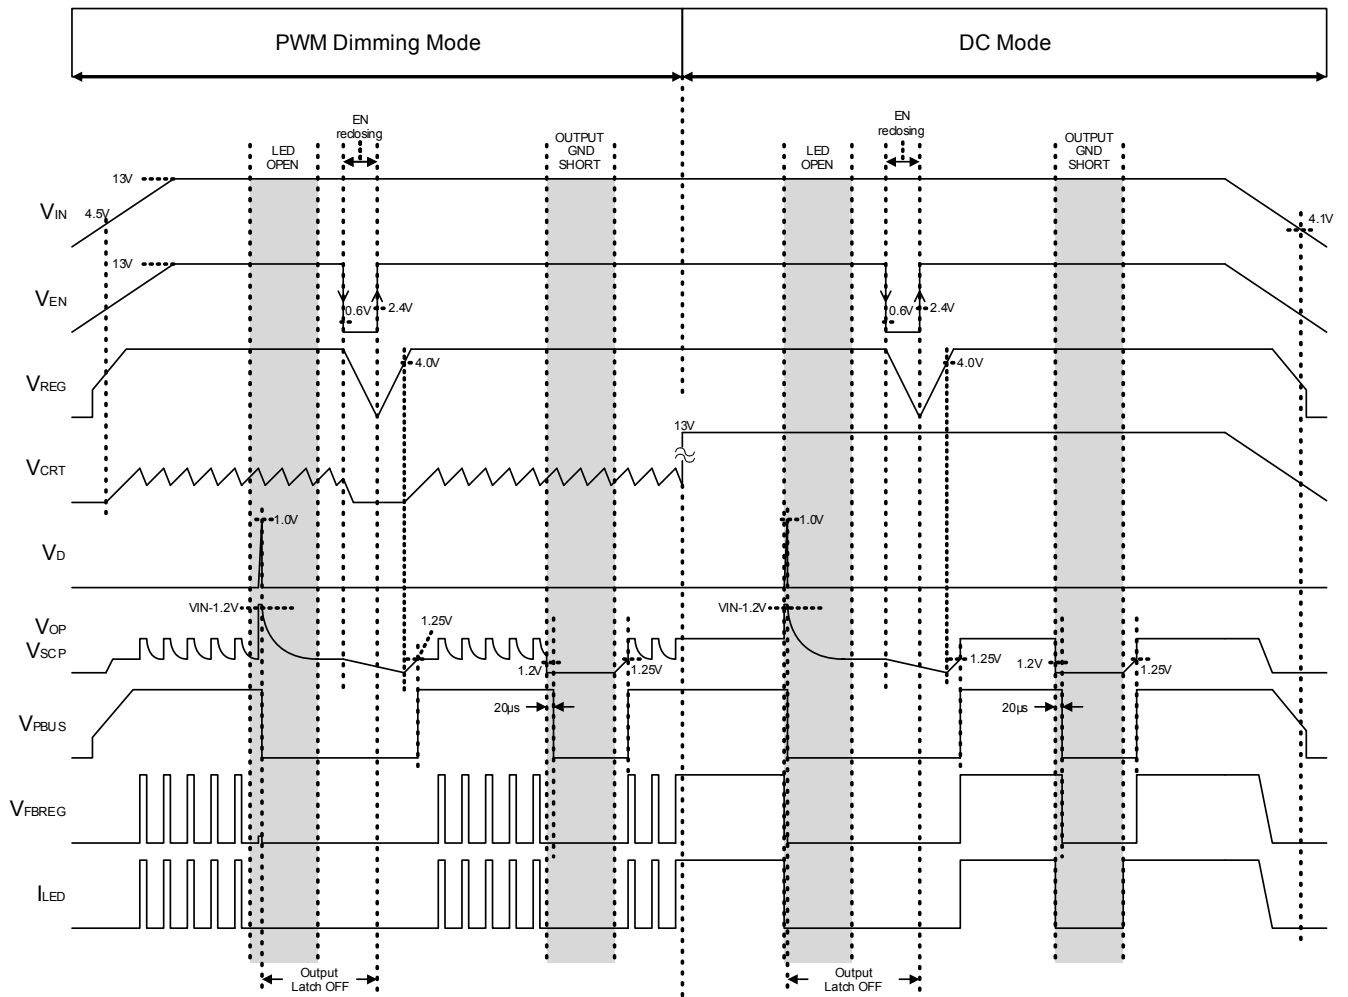 PWM Dimming Mode
DC Mode
EN
reclosing
EN
reclosing
LED
OPEN
OUTPUT
GND
SHORT
LED
OPEN
OUTPUT
GND
SHORT
13V
VIN
4.5V
4.1V
13V
VEN
0.6V
2.4V
0.6V
2.4V
VREG
4.0V
4.0V
13V
VCRT
1.0V
1.0V
VD
VIN-1.2V
VIN-1.2V
VOP
VSCP
1.25V
1.2V
1.25V
1.25V
1.2V
1.25V
VPBUS
20µs
20µs
VFBREG
ILED
Output
Latch OFF
Output
Latch OFF